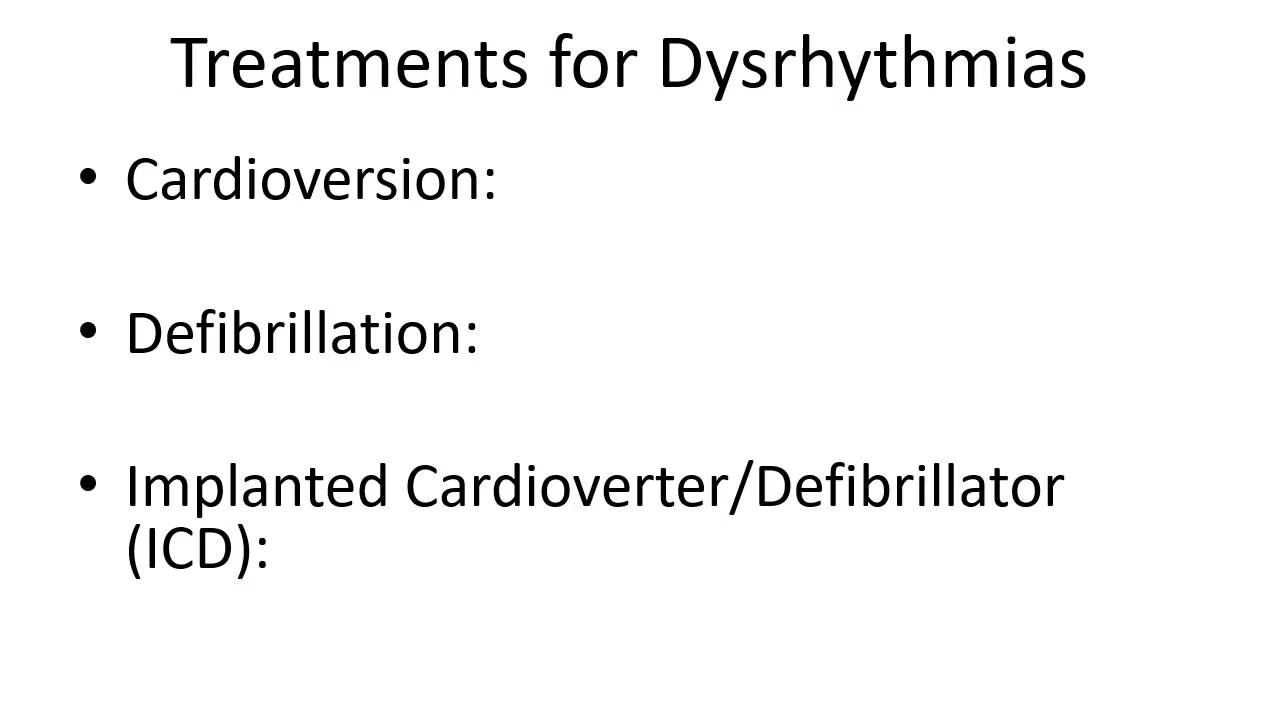 Treatments for Dysrhythmias
• Cardioversion:
• Defibrillation:
• Implanted Cardioverter/Defibrillator
(ICD):